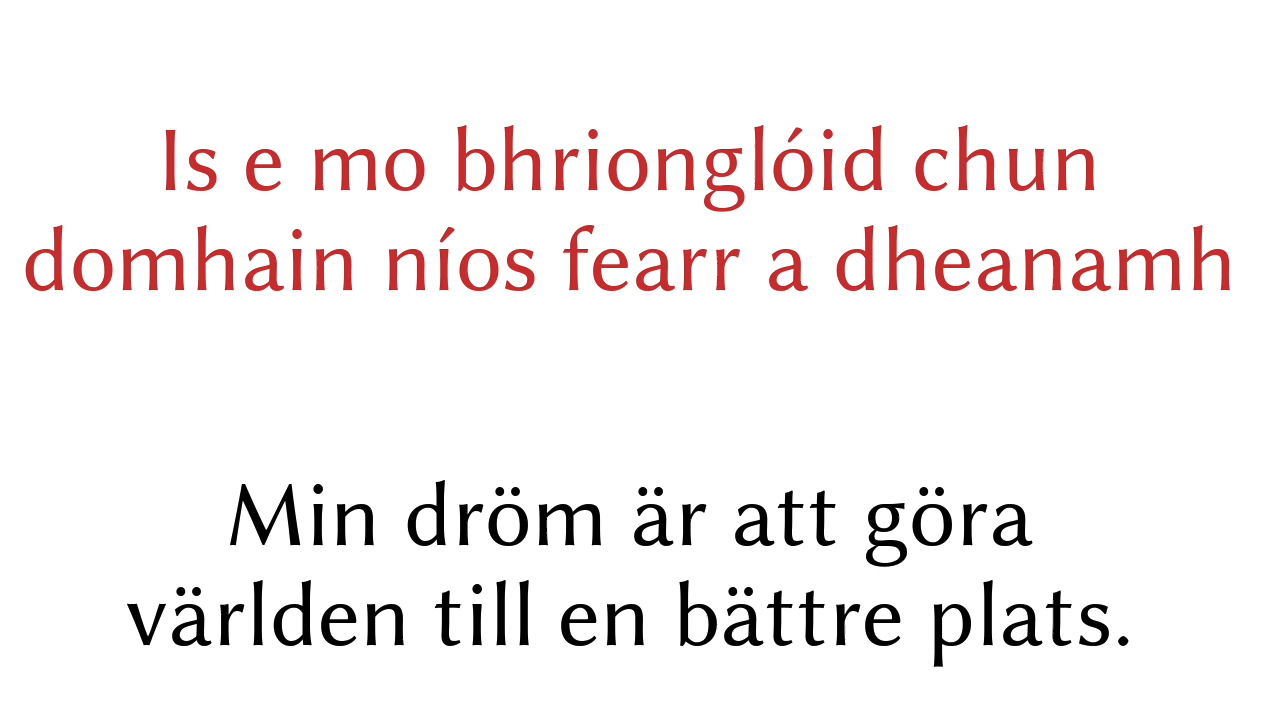 Is e mo bhrionglóid chun
domhain níos fearr a dheanamh
Min dröm är att göra
världen till en bättre plats.